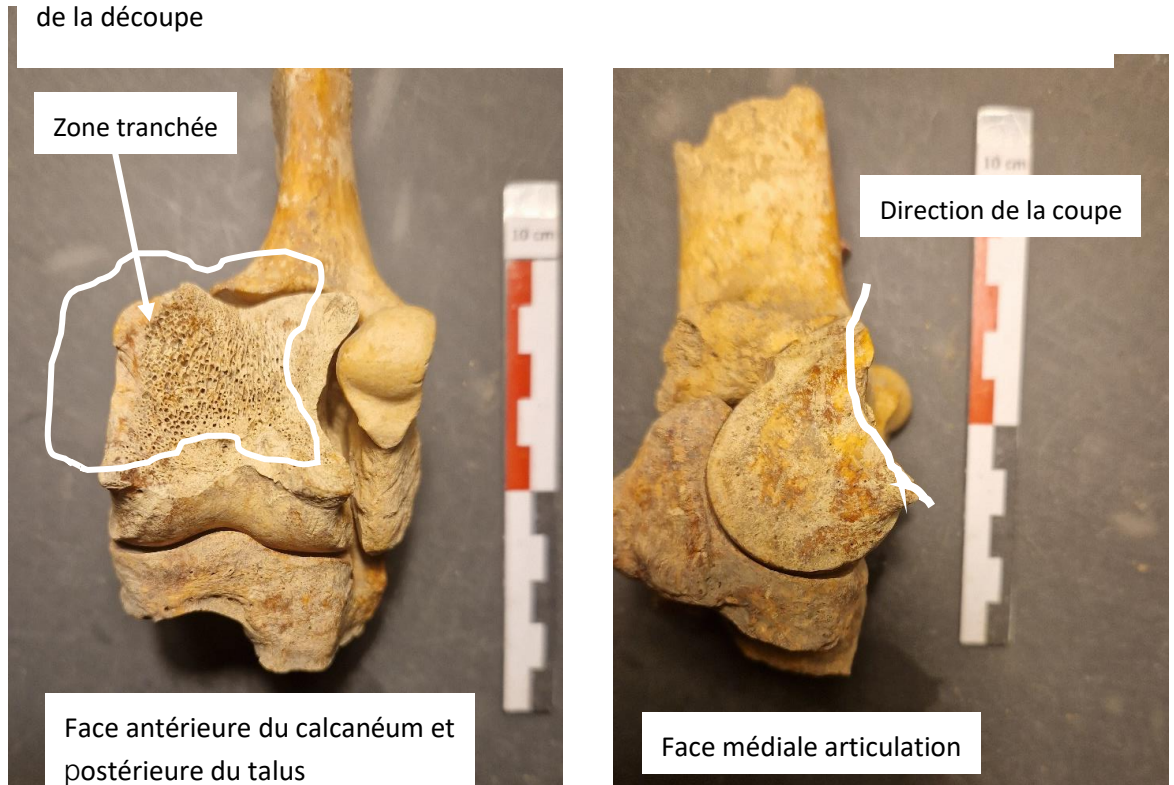 de la découpe
Zone tranchée
10 cm
Face antérieure du calcanéum et
postérieure du talus
10 cm
Direction de la coupe
Face médiale articulation